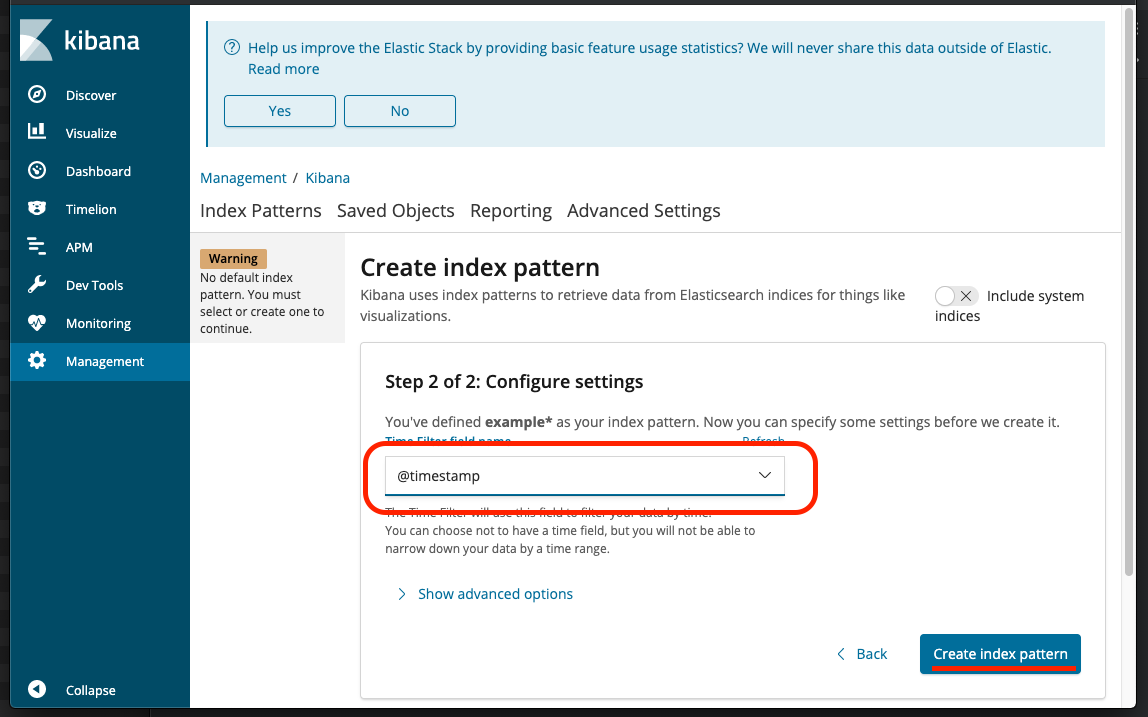 kibana
Discover
Visualize
Dashboard
Timelion
APM
Dev Tools
Monitoring
Management
Collapse
Help us improve the Elastic Stack by providing basic feature usage statistics? We will never share this data outside of Elastic.
Read more
Yes
No
Management / Kibana
Index Patterns Saved Objects Reporting Advanced Settings
Warning
No default index
pattern. You must
select or create one to
continue.
Create index pattern
Kibana uses index patterns to retrieve data from Elasticsearch indices for things like
visualizations.
Include system
indices
Step 2 of 2: Configure settings
You've defined example* as your index pattern. Now you can specify some settings before we create it.
Time Filter field name
Refresh
@timestamp
The Time Filter will use this field to filter your data by time.
You can choose not to have a time field, but you will not be able to
narrow down your data by a time range.
Show advanced options
Back
Create index pattern